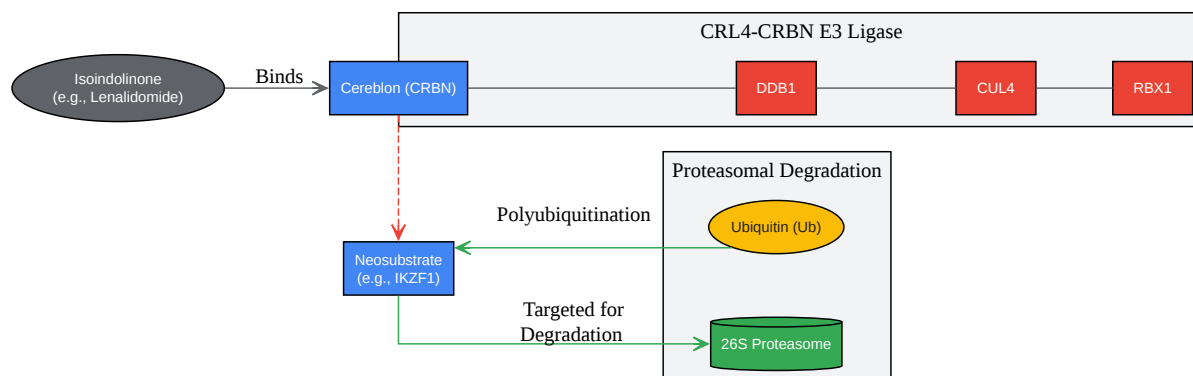 CRL4-CRBN E3 Ligase
Isoindolinone
(e.g., Lenalidomide)
Binds
Cereblon (CRBN)
DDB1
CUL4
RBX1
Proteasomal Degradation
Polyubiquitination
Ubiquitin (Ub)
Neosubstrate
(e.g., IKZF1)
Targeted for
Degradation
26S Proteasome